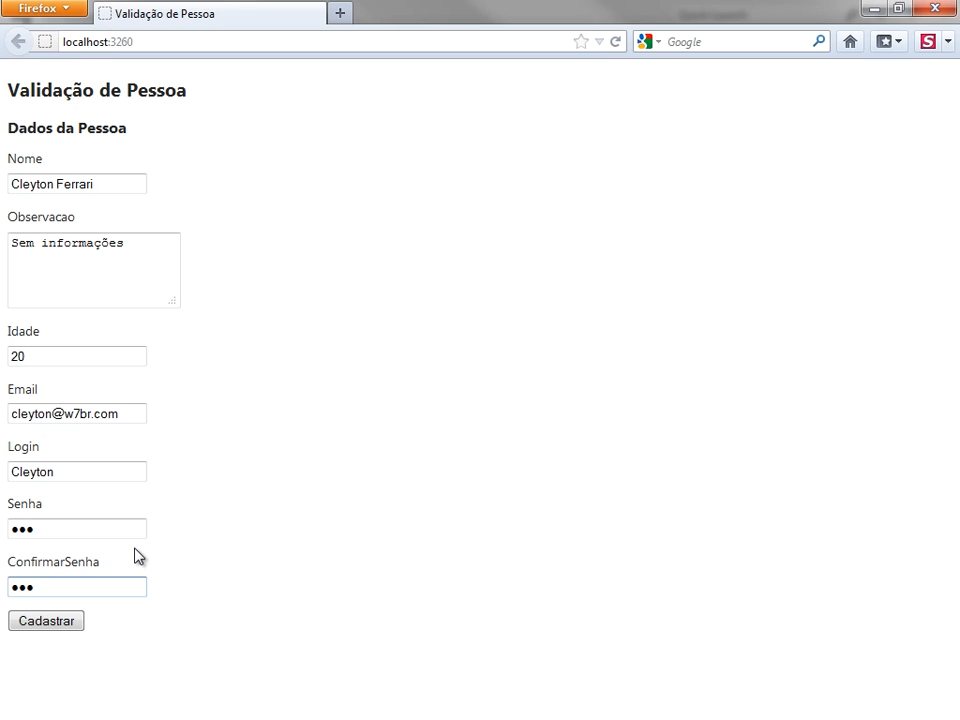 Firefox
Validação de Pessoa
localhost:3260
Google
Validação de Pessoa
Dados da Pessoa
Nome
Cleyton Ferrari
Observacao
Sem informações
Idade
20
Email
cleyton@w7br.com
Login
Cleyton
Senha
●●●
ConfirmarSenha
●●●
Cadastrar